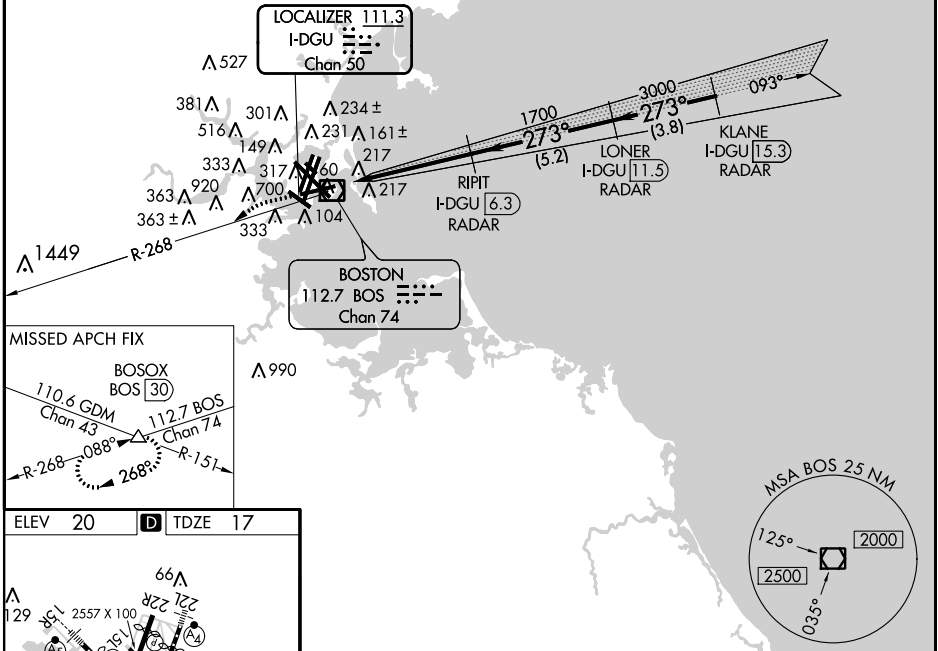 LOCALIZER 111.3
I-DGU
Chan 50
527
381
301
234 ±
516
231
161 ±
149
333
317
60
217
920
700
217
363
363 ±
333
104
R-268
1449
1700
3000
093°
273°
273°
(5.2)
(3.8)
KLANE
I-DGU 15.3
RADAR
LONER
I-DGU 11.5
RADAR
RIPIT
I-DGU 6.3
RADAR
BOSTON
112.7 BOS
Chan 74
990
MISSED APCH FIX
BOSOX
BOS 30
110.6 GDM
Chan 43
112.7 BOS
Chan 74
R-268
088°
268°
R-151
MSA BOS 25 NM
125°
2000
2500
035°
ELEV 20 D TDZE 17
66
129
15R
2557 X 100
15L
22R
22L
A4